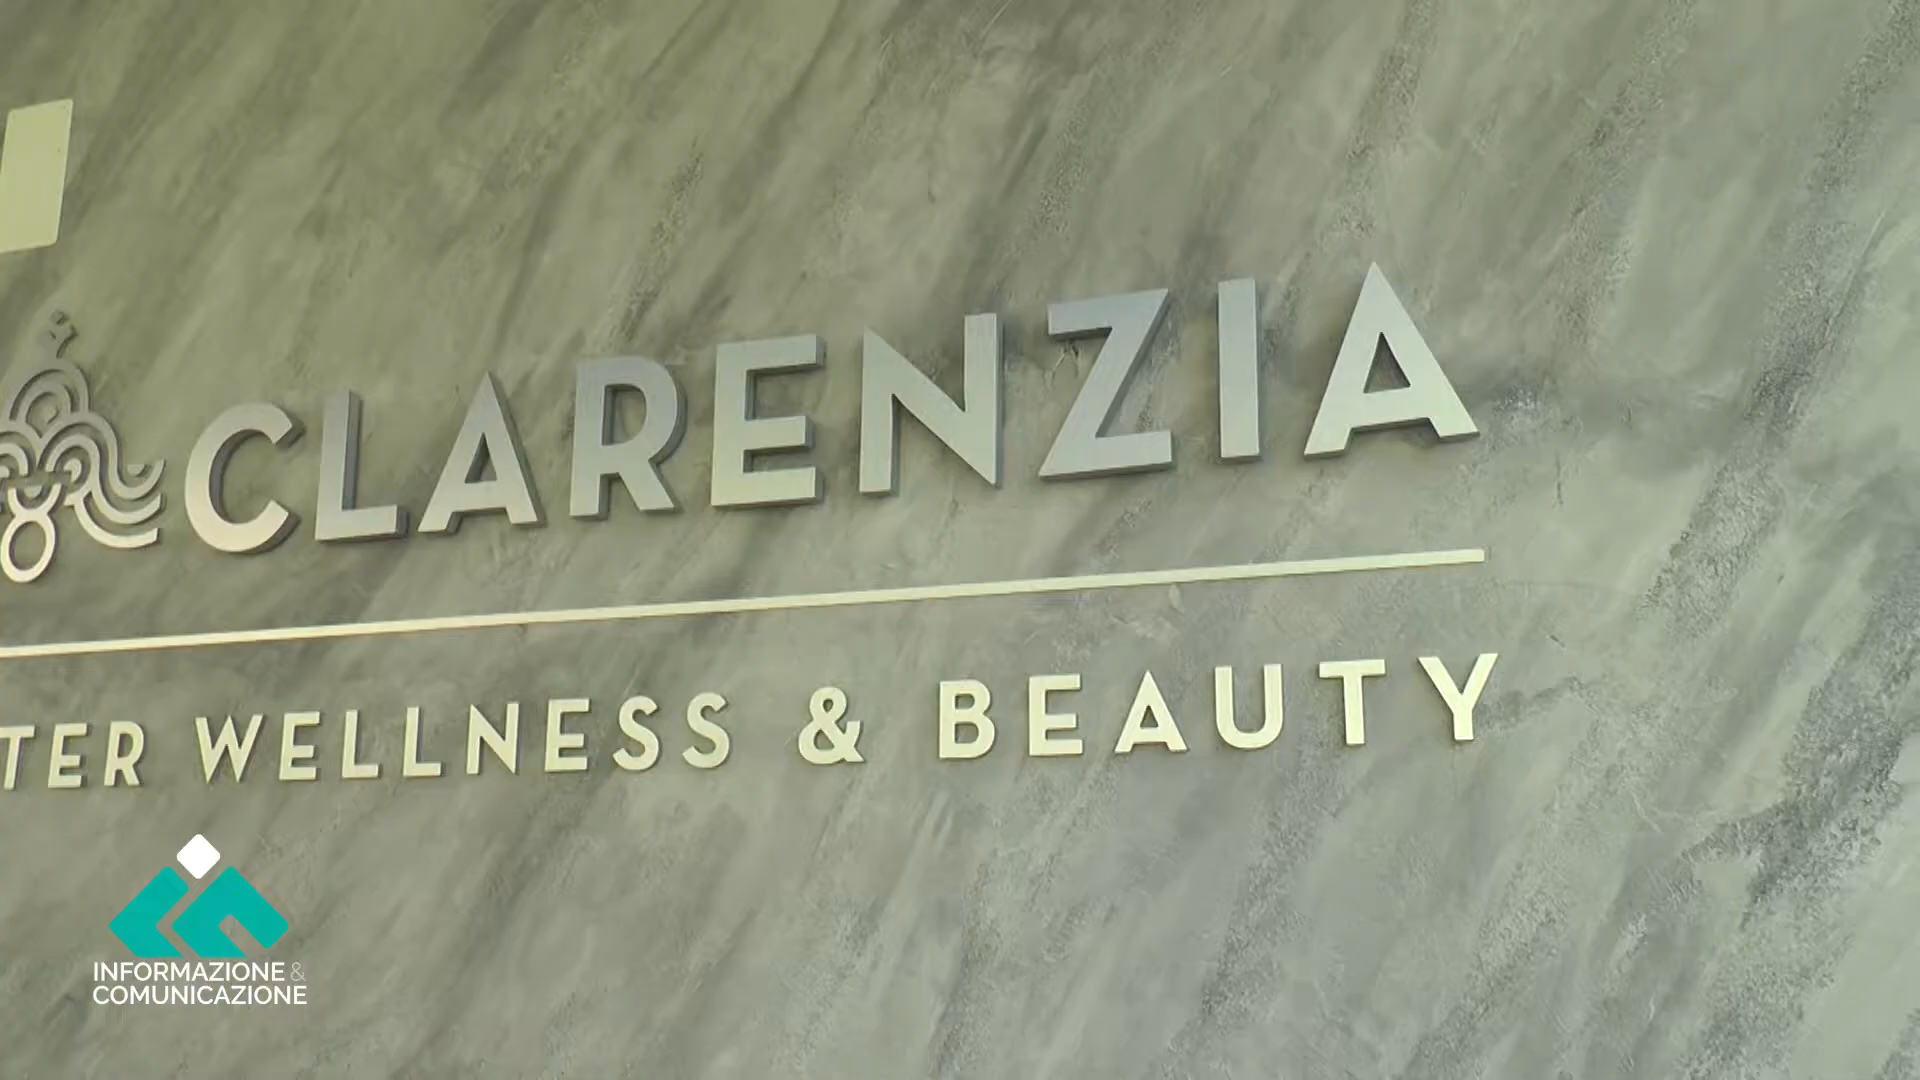 CLARENZIA
TER WELLNESS & BEAUTY
INFORMAZIONE &
COMUNICAZIONE